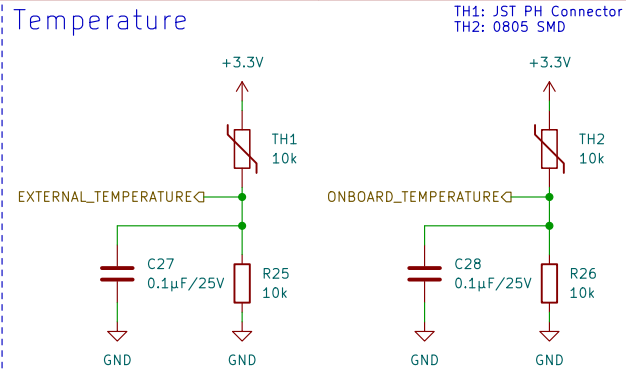 Temperature
TH1: JST PH Connector
TH2: 0805 SMD
+3.3V
TH1
10k
EXTERNAL_TEMPERATURE
C27
0.1µF/25V
R25
10k
GND
GND
+3.3V
TH2
10k
ONBOARD_TEMPERATURE
C28
0.1µF/25V
R26
10k
GND
GND